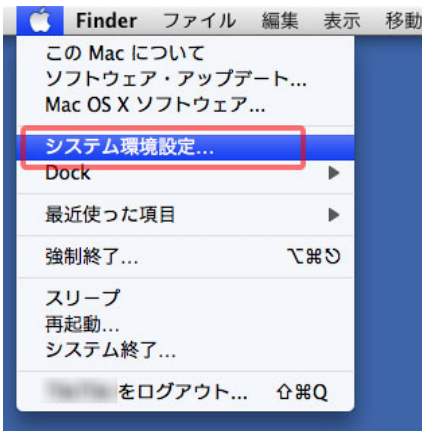 Finder ファイル 編集 表示 移動
この Mac について
ソフトウェア・アップデート...
Mac OS X ソフトウェア...
システム環境設定...
Dock ▶
最近使った項目 ▶
強制終了... ⌥⌘⎋
スリープ
再起動...
システム終了...
をログアウト... ⇧⌘Q